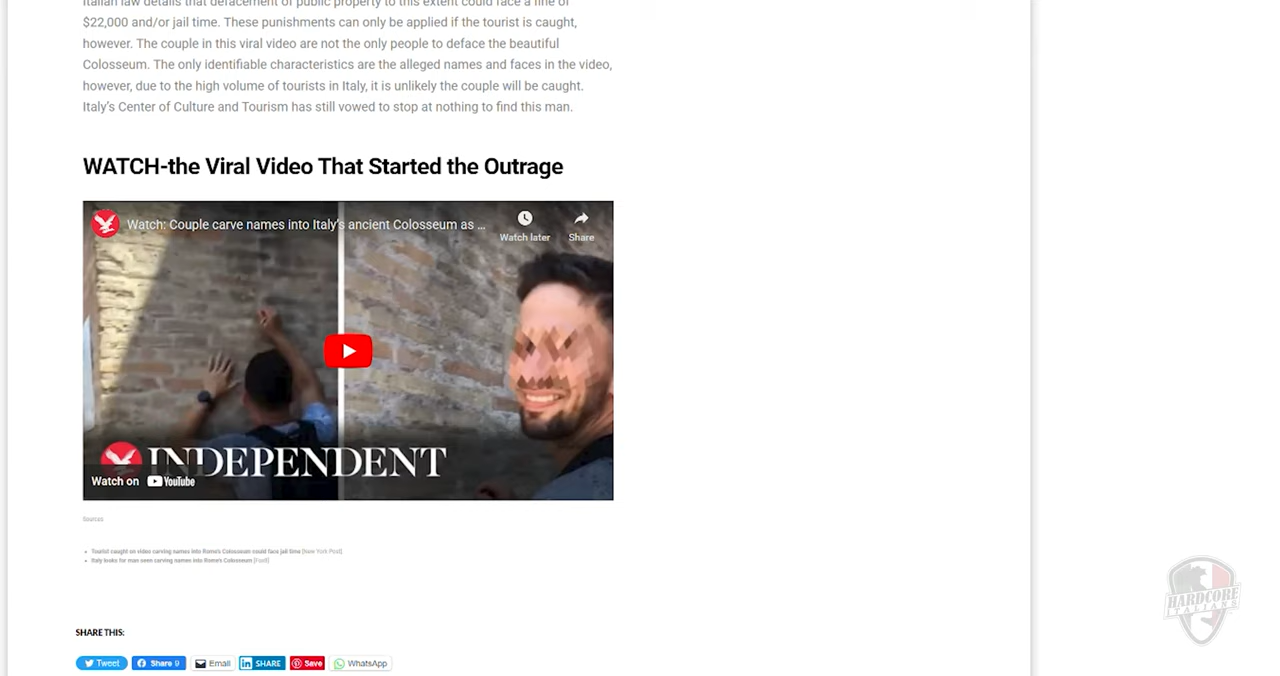 Italian law details that defacement of public property to this extent could face a fine of
$22,000 and/or jail time. These punishments can only be applied if the tourist is caught,
however. The couple in this viral video are not the only people to deface the beautiful
Colosseum. The only identifiable characteristics are the alleged names and faces in the video,
however, due to the high volume of tourists in Italy, it is unlikely the couple will be caught.
Italy's Center of Culture and Tourism has still vowed to stop at nothing to find this man.
WATCH-the Viral Video That Started the Outrage
Watch: Couple carve names into Italy's ancient Colosseum as ...
Watch later
Share
INDEPENDENT
Watch on YouTube
Sources
Tourist caught on video carving names into Rome's Colosseum could face jail time [New York Post]
Italy looks for man seen carving names into Rome's Colosseum [Ford]
HARDCORE
ITALIANS
SHARE THIS:
Tweet Share 9 Email SHARE Save WhatsApp